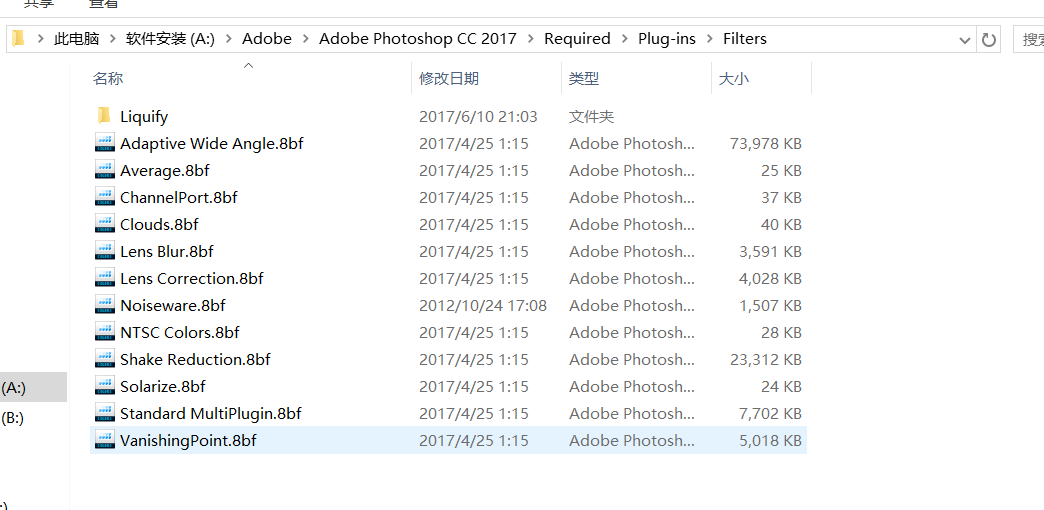 共享 查看
此电脑 软件安装 (A:) Adobe Adobe Photoshop CC 2017 Required Plug-ins Filters 搜索
名称 修改日期 类型 大小
Liquify 2017/6/10 21:03 文件夹
Adaptive Wide Angle.8bf 2017/4/25 1:15 Adobe Photosh... 73,978 KB
Average.8bf 2017/4/25 1:15 Adobe Photosh... 25 KB
ChannelPort.8bf 2017/4/25 1:15 Adobe Photosh... 37 KB
Clouds.8bf 2017/4/25 1:15 Adobe Photosh... 40 KB
Lens Blur.8bf 2017/4/25 1:15 Adobe Photosh... 3,591 KB
Lens Correction.8bf 2017/4/25 1:15 Adobe Photosh... 4,028 KB
Noiseware.8bf 2012/10/24 17:08 Adobe Photosh... 1,507 KB
NTSC Colors.8bf 2017/4/25 1:15 Adobe Photosh... 28 KB
Shake Reduction.8bf 2017/4/25 1:15 Adobe Photosh... 23,312 KB
(A:) Solarize.8bf 2017/4/25 1:15 Adobe Photosh... 24 KB
(B:) Standard MultiPlugin.8bf 2017/4/25 1:15 Adobe Photosh... 7,702 KB
VanishingPoint.8bf 2017/4/25 1:15 Adobe Photosh... 5,018 KB